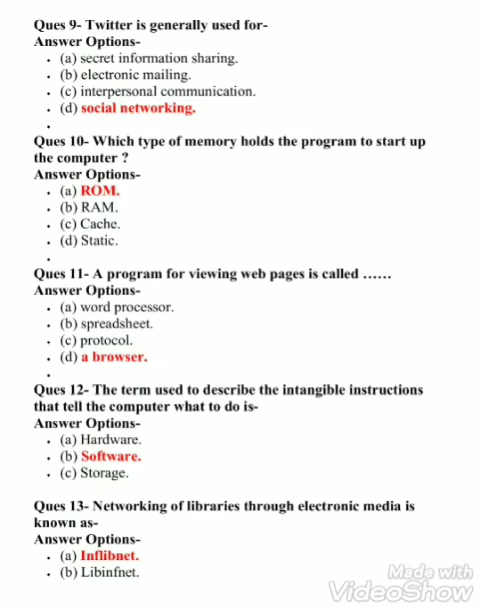 Ques 9- Twitter is generally used for-
Answer Options-
• (a) secret information sharing.
• (b) electronic mailing.
• (c) interpersonal communication.
• (d) social networking.
•
Ques 10- Which type of memory holds the program to start up
the computer ?
Answer Options-
• (a) ROM.
• (b) RAM.
• (c) Cache.
• (d) Static.
•
Ques 11- A program for viewing web pages is called ……
Answer Options-
• (a) word processor.
• (b) spreadsheet.
• (c) protocol.
• (d) a browser.
•
Ques 12- The term used to describe the intangible instructions
that tell the computer what to do is-
Answer Options-
• (a) Hardware.
• (b) Software.
• (c) Storage.
Ques 13- Networking of libraries through electronic media is
known as-
Answer Options-
• (a) Inflibnet.
• (b) Libinfnet.
Made with
VideoShow